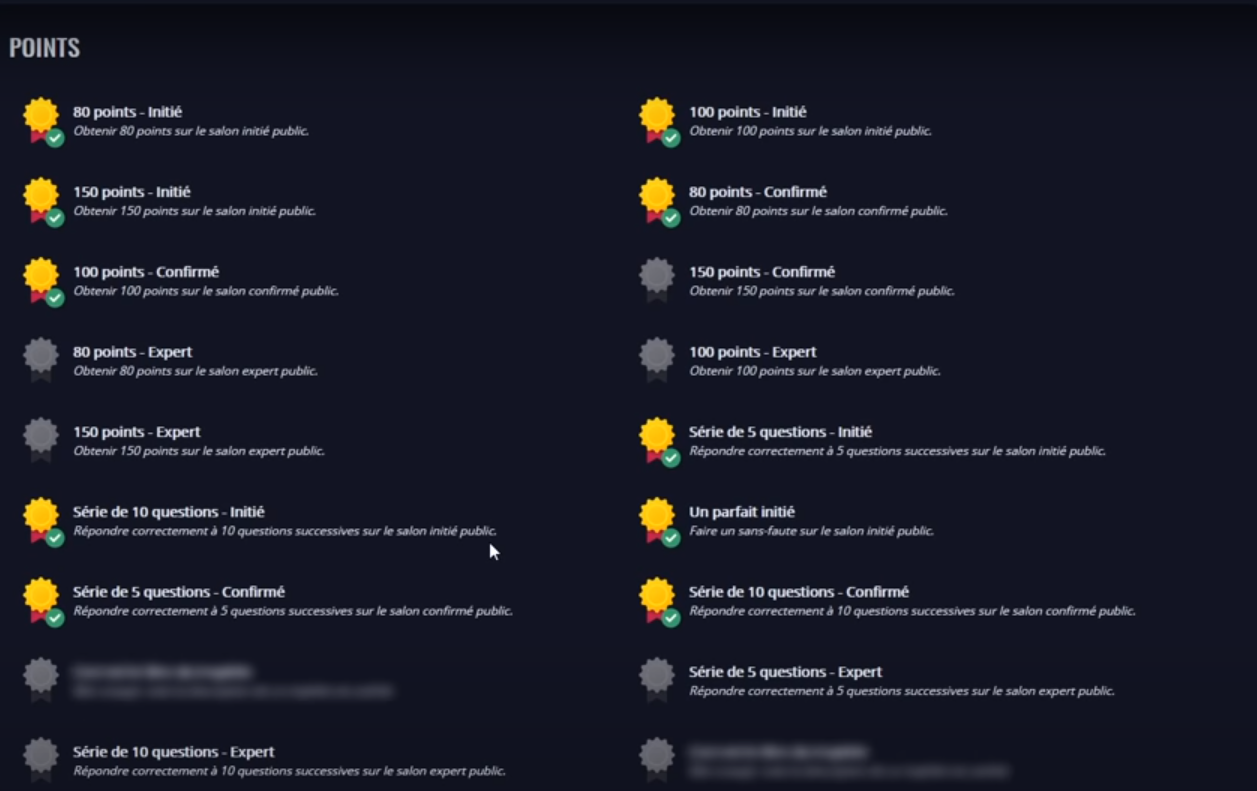 POINTS
80 points - Initié
Obtenir 80 points sur le salon initié public.
100 points - Initié
Obtenir 100 points sur le salon initié public.
150 points - Initié
Obtenir 150 points sur le salon initié public.
80 points - Confirmé
Obtenir 80 points sur le salon confirmé public.
100 points - Confirmé
Obtenir 100 points sur le salon confirmé public.
150 points - Confirmé
Obtenir 150 points sur le salon confirmé public.
80 points - Expert
Obtenir 80 points sur le salon expert public.
100 points - Expert
Obtenir 100 points sur le salon expert public.
150 points - Expert
Obtenir 150 points sur le salon expert public.
Série de 5 questions - Initié
Répondre correctement à 5 questions successives sur le salon initié public.
Série de 10 questions - Initié
Répondre correctement à 10 questions successives sur le salon initié public.
Un parfait initié
Faire un sans-faute sur le salon initié public.
Série de 5 questions - Confirmé
Répondre correctement à 5 questions successives sur le salon confirmé public.
Série de 10 questions - Confirmé
Répondre correctement à 10 questions successives sur le salon confirmé public.
Série de 5 questions - Expert
Répondre correctement à 5 questions successives sur le salon expert public.
Série de 10 questions - Expert
Répondre correctement à 10 questions successives sur le salon expert public.